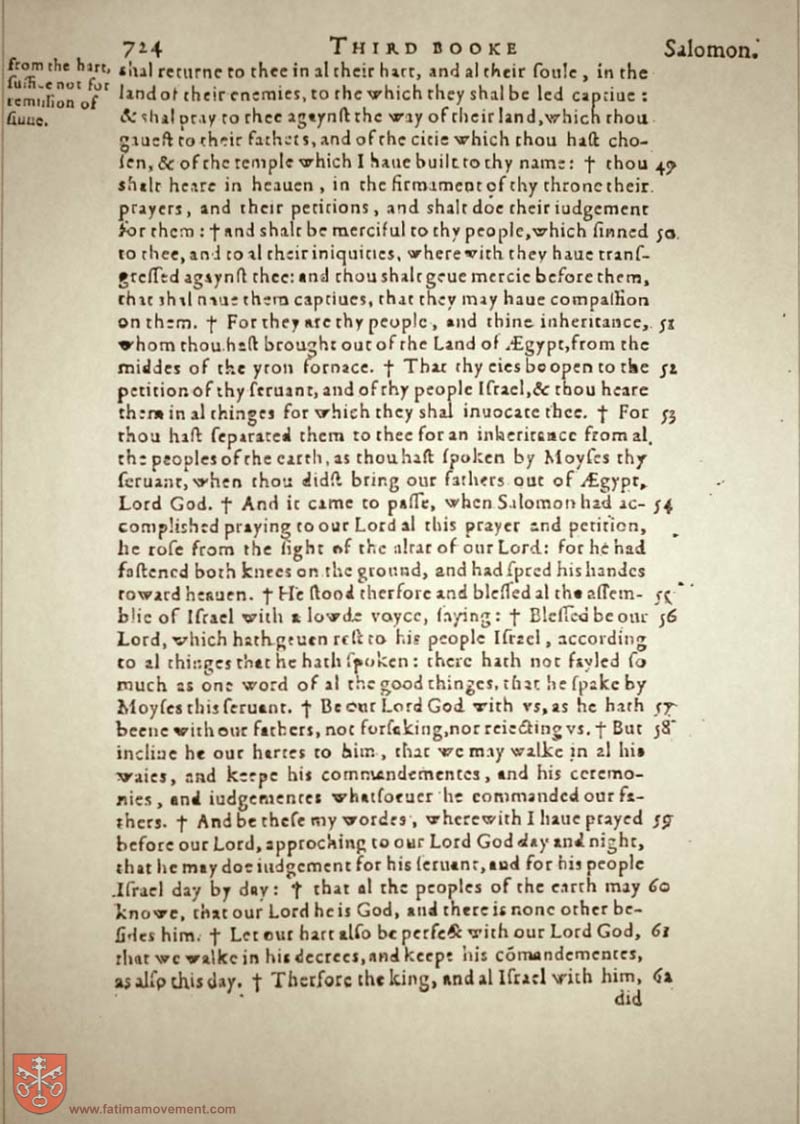 724 THIRD BOOKE Salomon.
from the hart,
suffice not for
remission of
sinne.
shal returne to thee in al their hart, and al their soule, in the
land of their enemies, to the which they shal be led captiue:
& shal pray to thee agaynſt the way of their land, which thou
gaueſt to their fathers, and of the citie which thou haſt cho-
ſen, & of the temple which I haue built to thy name: † thou 49
shalt heare in heauen, in the firmament of thy throne their
prayers, and their petitions, and shalt doe their iudgement
for them: † and shalt be merciful to thy people, which ſinned 50
to thee, and to al their iniquities, wherewith they haue tranſ-
greſſed agaynſt thee: and thou shalt geue mercie before them,
that shal haue them captiues, that they may haue compaſſion
on them. † For they are thy people, and thine inheritance, 51
whom thou haſt brought out of the Land of Ægypt, from the
middes of the yron fornace. † That thy eies be open to the 52
petition of thy ſeruant, and of thy people Iſrael, & thou heare
them in al thinges for which they shal inuocate thee. † For 53
thou haſt ſeparated them to thee for an inheritance from al
the peoples of the earth, as thou haſt ſpoken by Moyſes thy
ſeruant, when thou didſt bring our fathers out of Ægypt,
Lord God. † And it came to paſſe, when Salomon had ac- 54
complished praying to our Lord al this prayer and petition,
he roſe from the ſight of the altar of our Lord: for he had
faſtened both knees on the ground, and had ſpred his handes
toward heauen. † He ſtood therfore and bleſſed al the aſſem- 55
blie of Iſrael with a lowde voyce, ſaying: † Bleſſed be our 56
Lord, which hath geuen reſt to his people Iſrael, according
to al thinges that he hath ſpoken: there hath not fayled ſo
much as one word of al the good thinges, that he ſpake by
Moyſes his ſeruant. † Be our Lord God with vs, as he hath 57
beene with our fathers, not forſaking, nor reiecting vs. † But 58
incline he our hartes to him, that we may walke in al his
waies, and keepe his commandementes, and his ceremo-
nies, and iudgementes whatſoeuer he commanded our fa-
thers. † And be theſe my wordes, wherewith I haue prayed 59
before our Lord, approching to our Lord God day and night,
that he may doe iudgement for his ſeruant, and for his people
Iſrael day by day: † that al the peoples of the earth may 60
knowe, that our Lord he is God, and there is none other be-
ſides him. † Let our hart alſo be perfect with our Lord God, 61
that we walke in his decrees, and keepe his cōmandementes,
as alſo this day. † Therfore the king, and al Iſrael with him, 62
did
www.fatimamovement.com